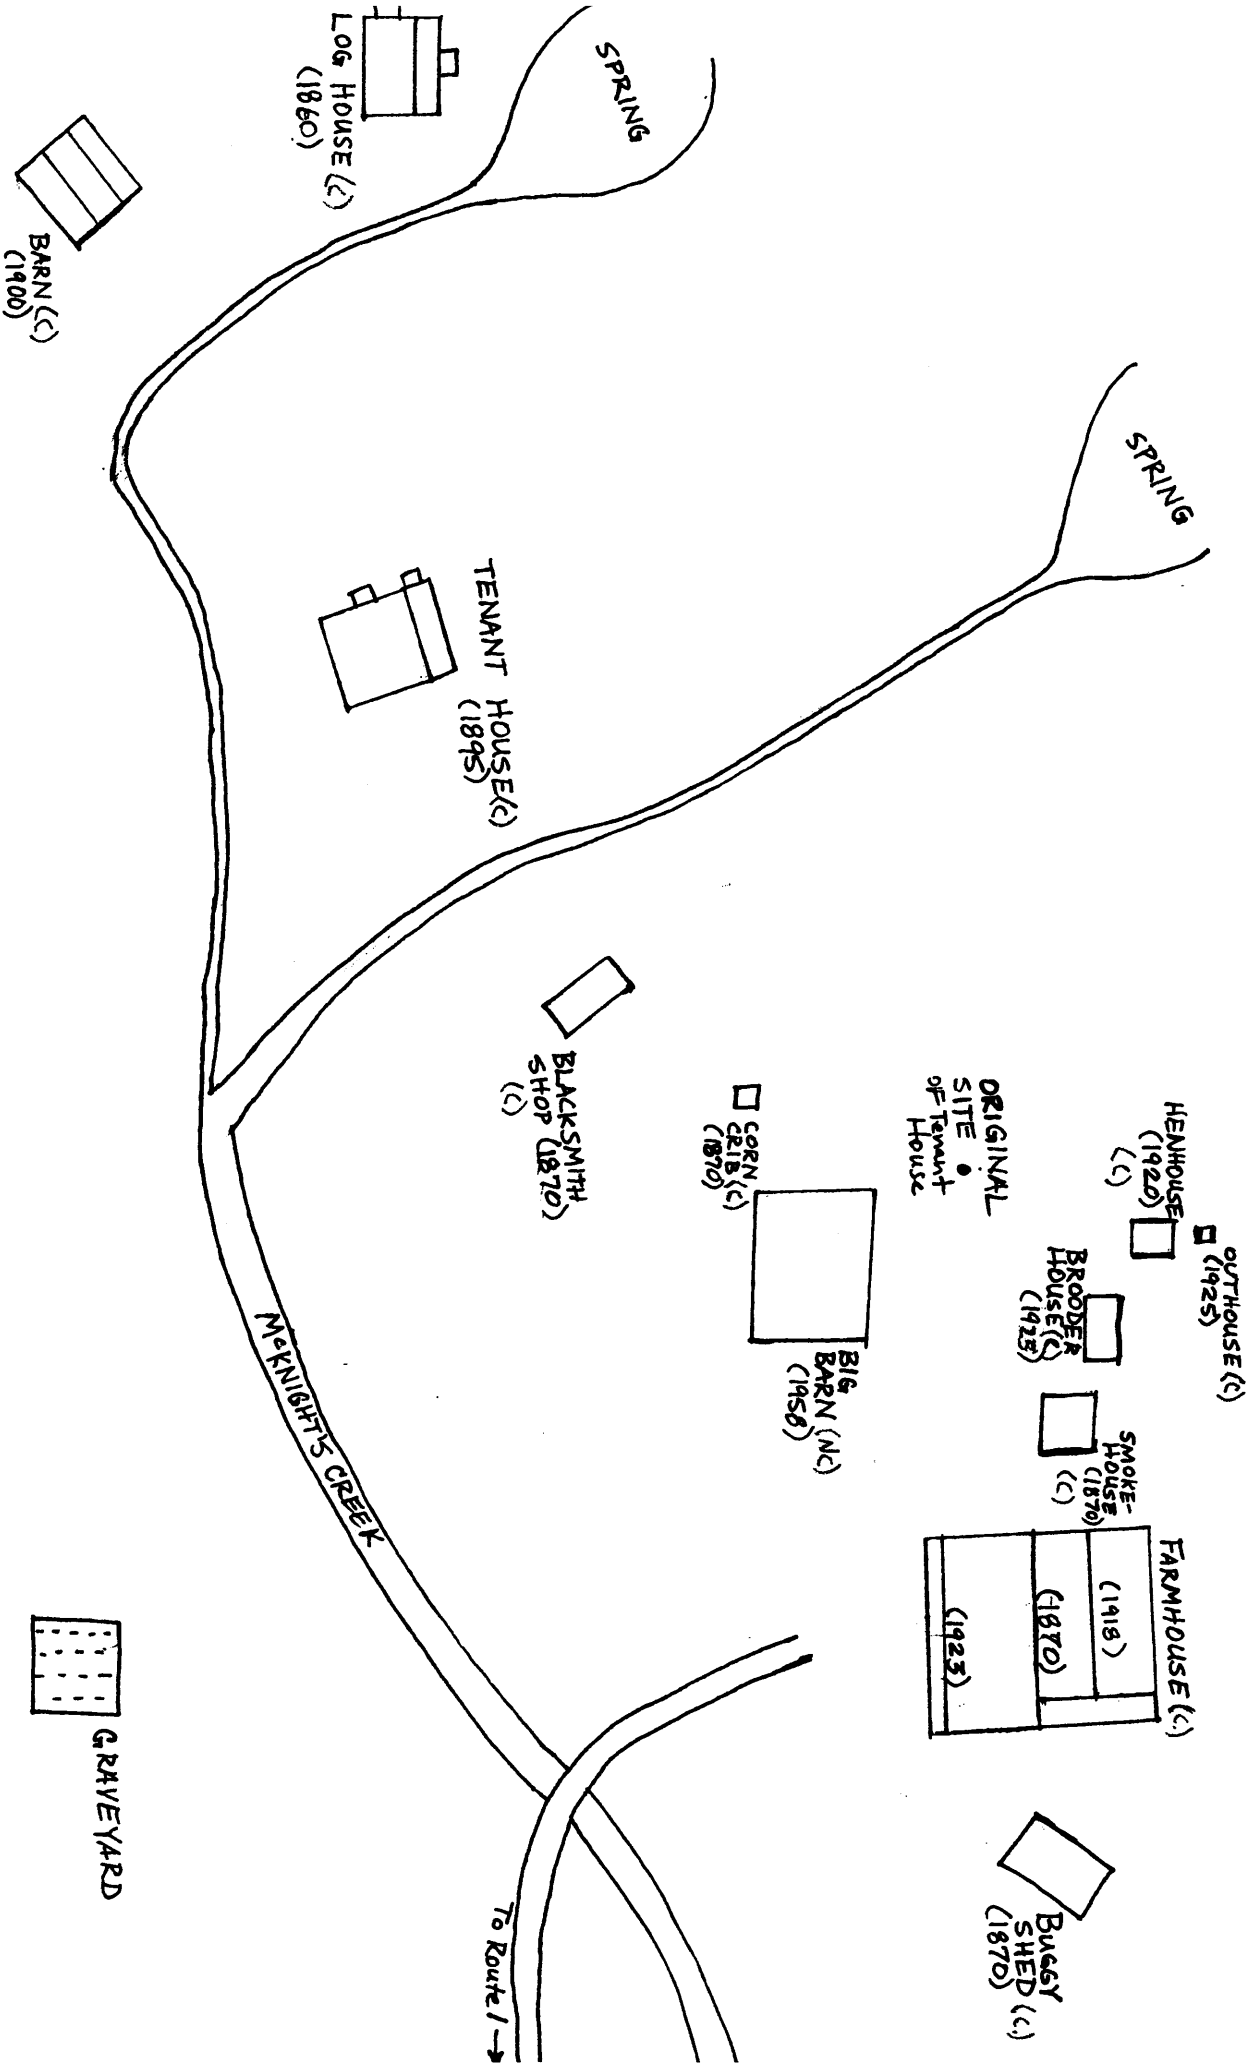 SPRING
LOG HOUSE (C)
(1860)
BARN (C)
(1900)
SPRING
TENANT HOUSE (C)
(1895)
BLACKSMITH
SHOP (1870)
(C)
CORN
CRIB (C)
(1870)
ORIGINAL
SITE
OF Tenant
House
HENHOUSE
(1920)
(C)
OUTHOUSE (C)
(1925)
BROODER
HOUSE (C)
(1923)
BIG
BARN (NC)
(1958)
SMOKE-
HOUSE
(1870)
(C)
FARMHOUSE (C)
(1918)
(1870)
(1923)
McKNIGHT'S CREEK
GRAVEYARD
BUGGY
SHED (C)
(1870)
To Route 1 →